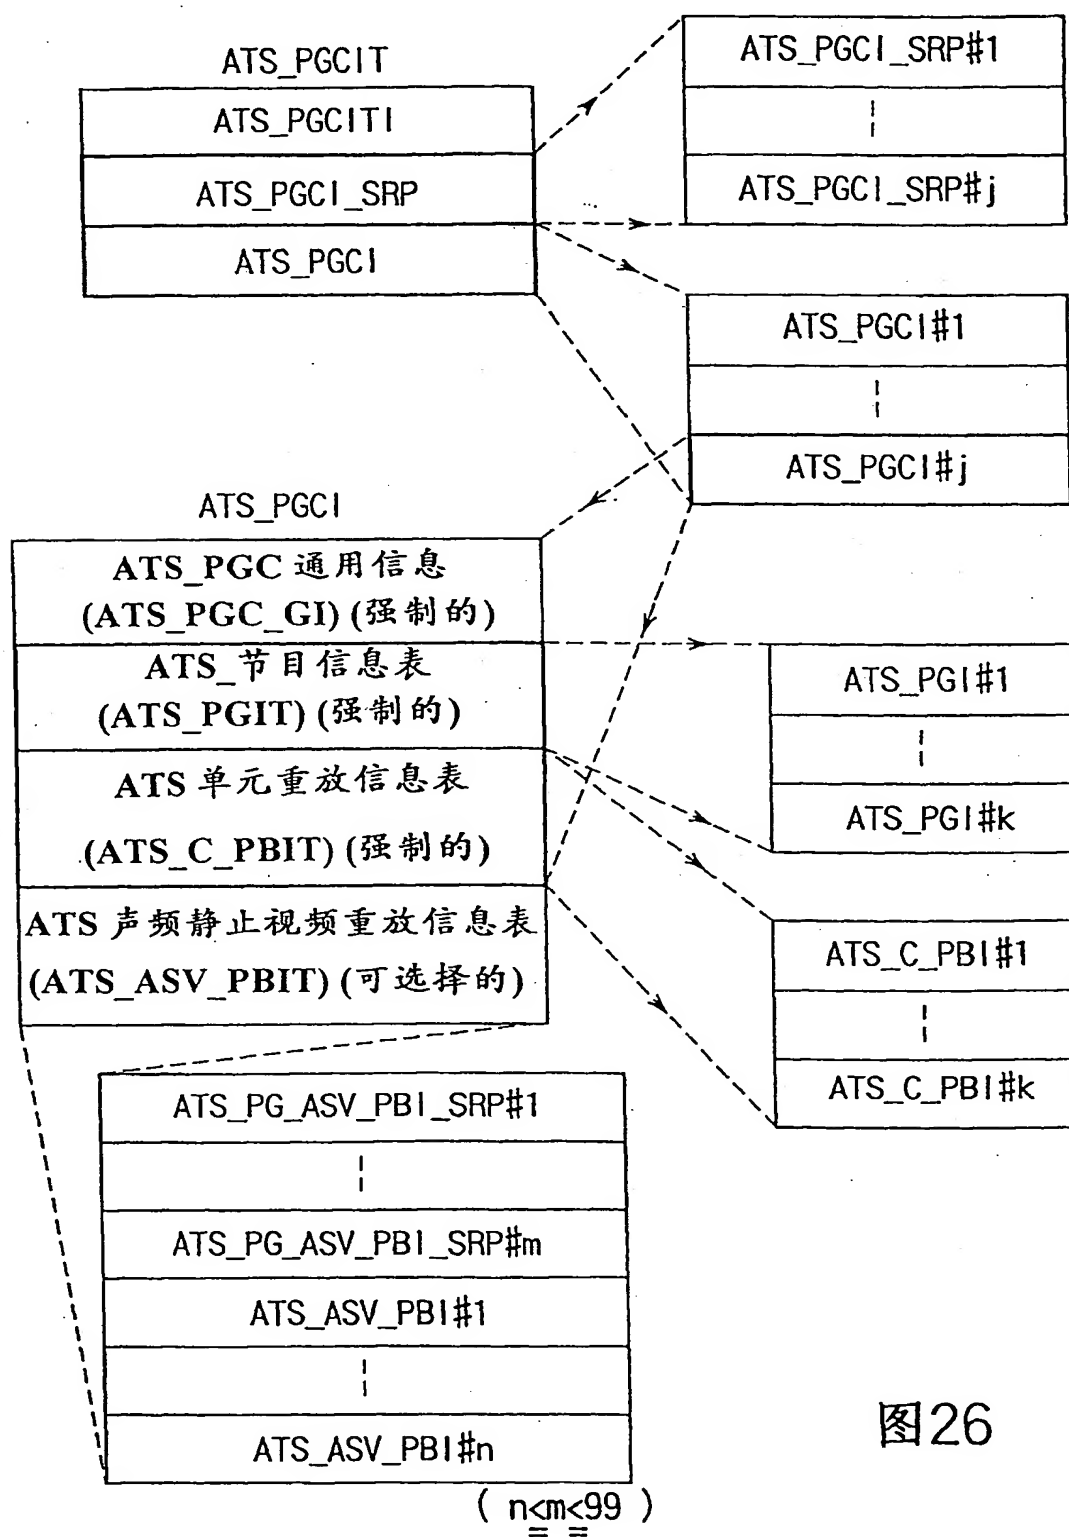 ATS_PGCIT
ATS_PGCITI
ATS_PGCI_SRP
ATS_PGCI
ATS_PGCI_SRP#1
ATS_PGCI_SRP#j
ATS_PGCI#1
ATS_PGCI#j
ATS_PGCI
ATS_PGC 通用信息
(ATS_PGC_GI) (强制的)
ATS_节目信息表
(ATS_PGIT) (强制的)
ATS 单元重放信息表
(ATS_C_PBIT) (强制的)
ATS 声频静止视频重放信息表
(ATS_ASV_PBIT) (可选择的)
ATS_PGI#1
ATS_PGI#k
ATS_C_PBI#1
ATS_C_PBI#k
ATS_PG_ASV_PBI_SRP#1
ATS_PG_ASV_PBI_SRP#m
ATS_ASV_PBI#1
ATS_ASV_PBI#n
( n≦m≦99 )
图26